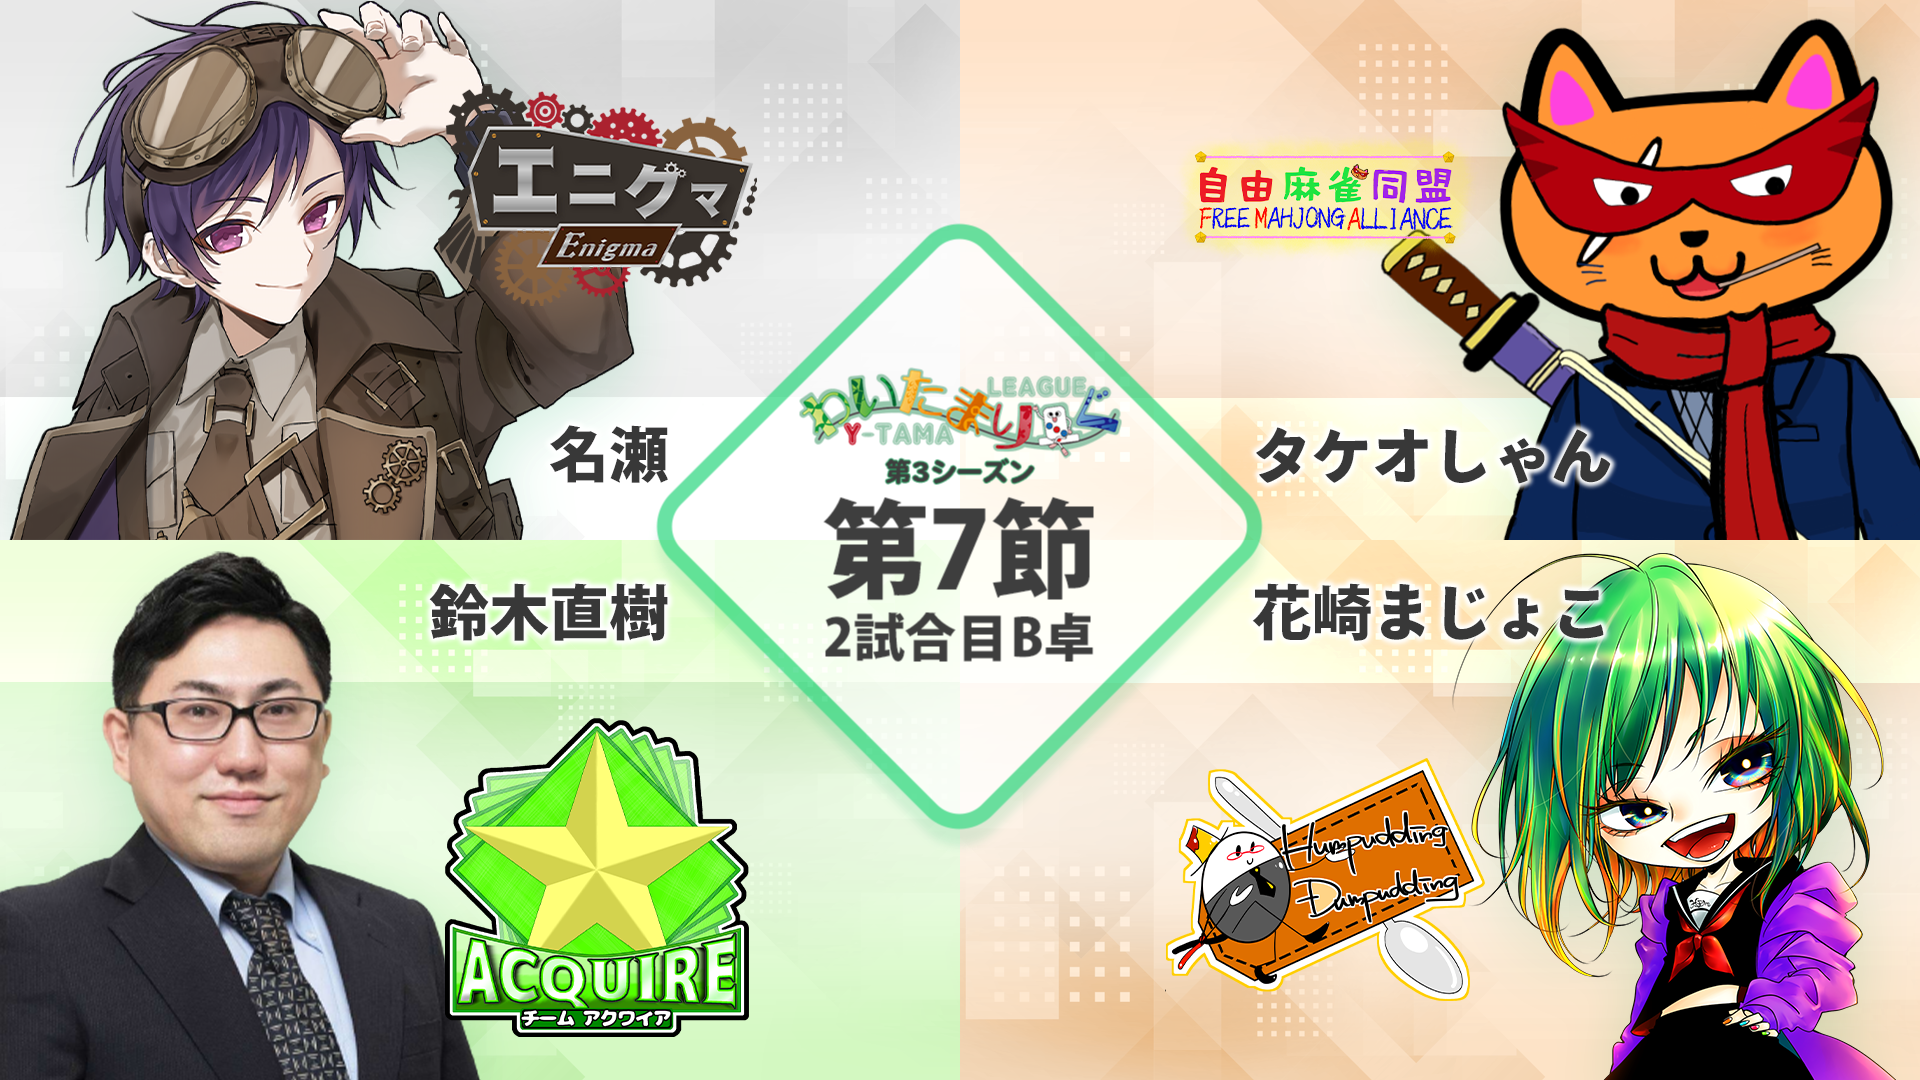 エニグマ
Enigma
名瀬
自由麻雀同盟
FREE MAHJONG ALLIANCE
タケオしゃん
わいたまりーぐ
LEAGUE
Y-TAMA
第3シーズン
第7節
2試合目B卓
鈴木直樹
ACQUIRE
チーム アクワイア
花崎まじょこ
Humpudding
Dumpudding